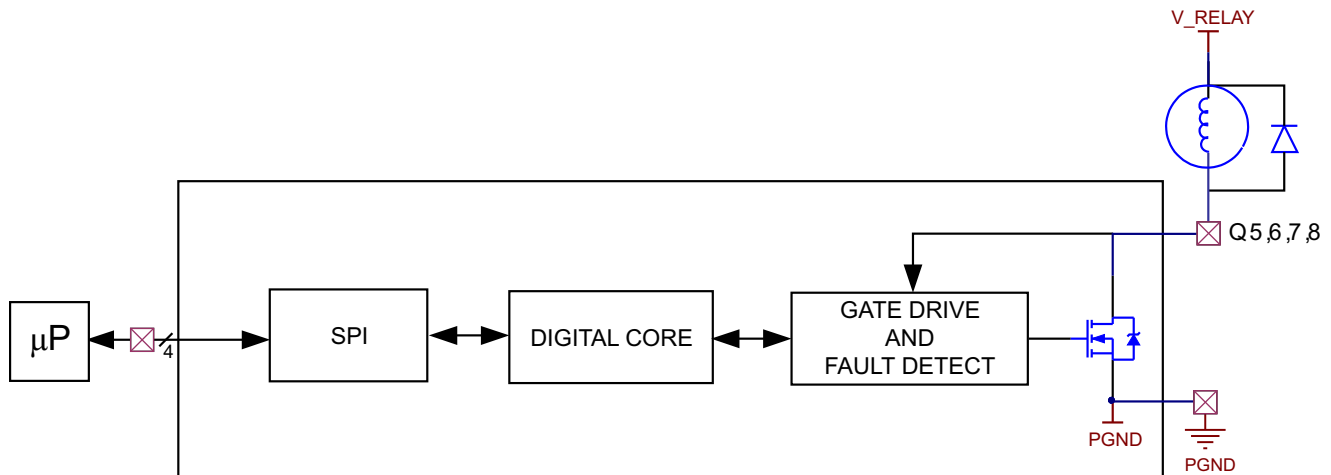 V_RELAY
Q5,6,7,8
μP
4
SPI
DIGITAL CORE
GATE DRIVE
AND
FAULT DETECT
PGND
PGND